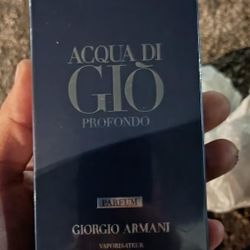 ACQUA DI
GIÒ
PROFONDO
PARFUM
GIORGIO ARMANI
VAPORISATEUR